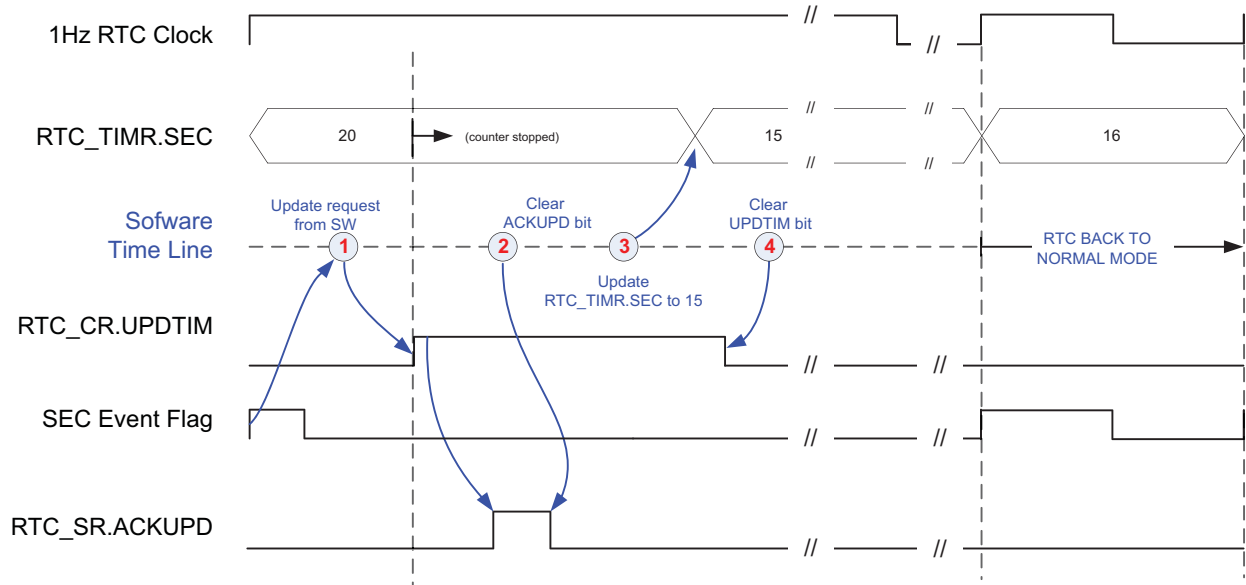 1Hz RTC Clock
//
//
RTC_TIMR.SEC
20
(counter stopped)
15
16
//
//
//
//
Sofware
Time Line
Update request
from SW
1
Clear
ACKUPD bit
2
3
Update
RTC_TIMR.SEC to 15
Clear
UPDTIM bit
4
RTC BACK TO
NORMAL MODE
RTC_CR.UPDTIM
//
//
SEC Event Flag
//
//
RTC_SR.ACKUPD
//
//